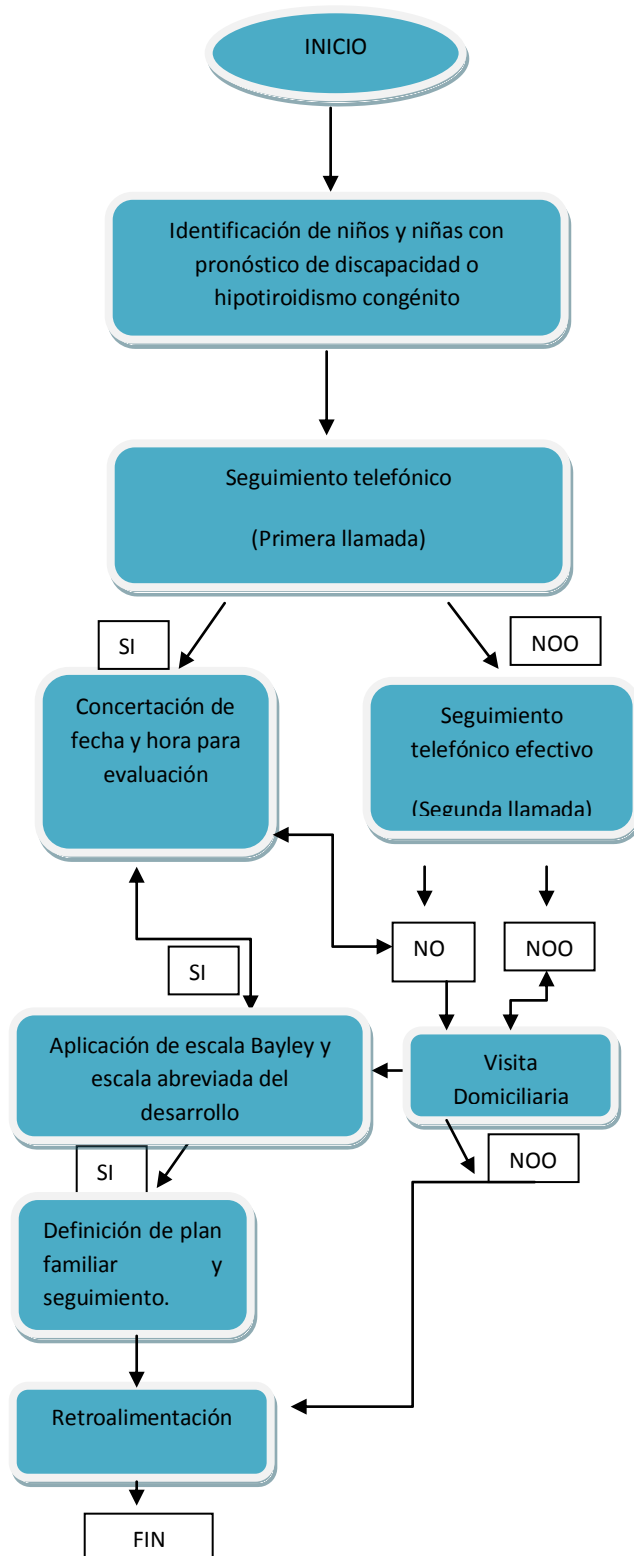 INICIO
Identificación de niños y niñas con
pronóstico de discapacidad o
hipotiroidismo congénito
Seguimiento telefónico
(Primera llamada)
SI
NOO
Concertación de
fecha y hora para
evaluación
Seguimiento
telefónico efectivo
(Segunda llamada)
NO
NOO
SI
Aplicación de escala Bayley y
escala abreviada del
desarrollo
Visita
Domiciliaria
SI
NOO
Definición de plan
familiar y
seguimiento.
Retroalimentación
FIN